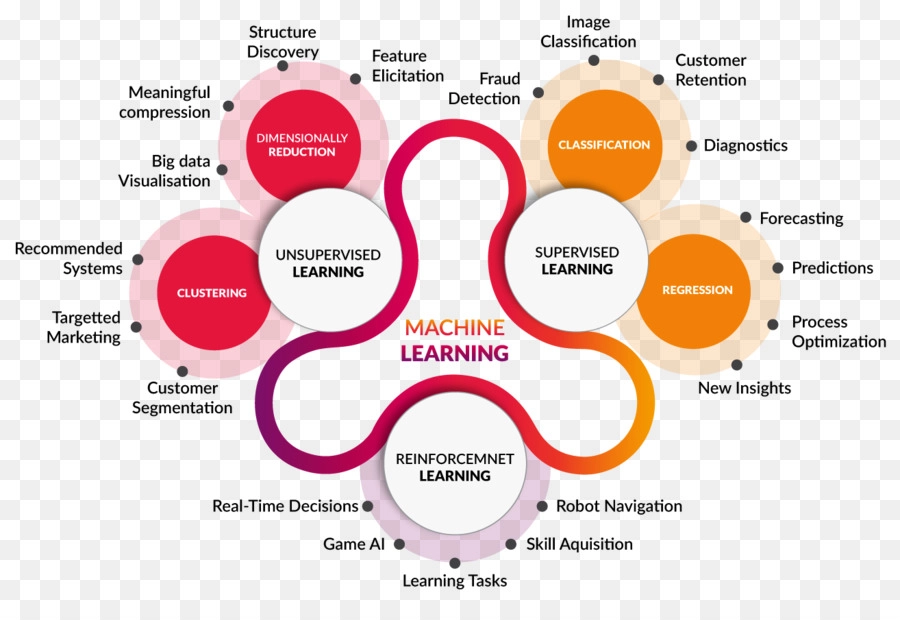 Structure
Discovery
Feature
Elicitation
Meaningful
compression
Big data
Visualisation
DIMENSIONALLY
REDUCTION
Recommended
Systems
Targetted
Marketing
Customer
Segmentation
CLUSTERING
UNSUPERVISED
LEARNING
Image
Classification
Customer
Retention
Fraud
Detection
Diagnostics
CLASSIFICATION
SUPERVISED
LEARNING
Forecasting
Predictions
Process
Optimization
New Insights
REGRESSION
MACHINE
LEARNING
REINFORCEMNET
LEARNING
Real-Time Decisions
Game AI
Learning Tasks
Skill Aquisition
Robot Navigation